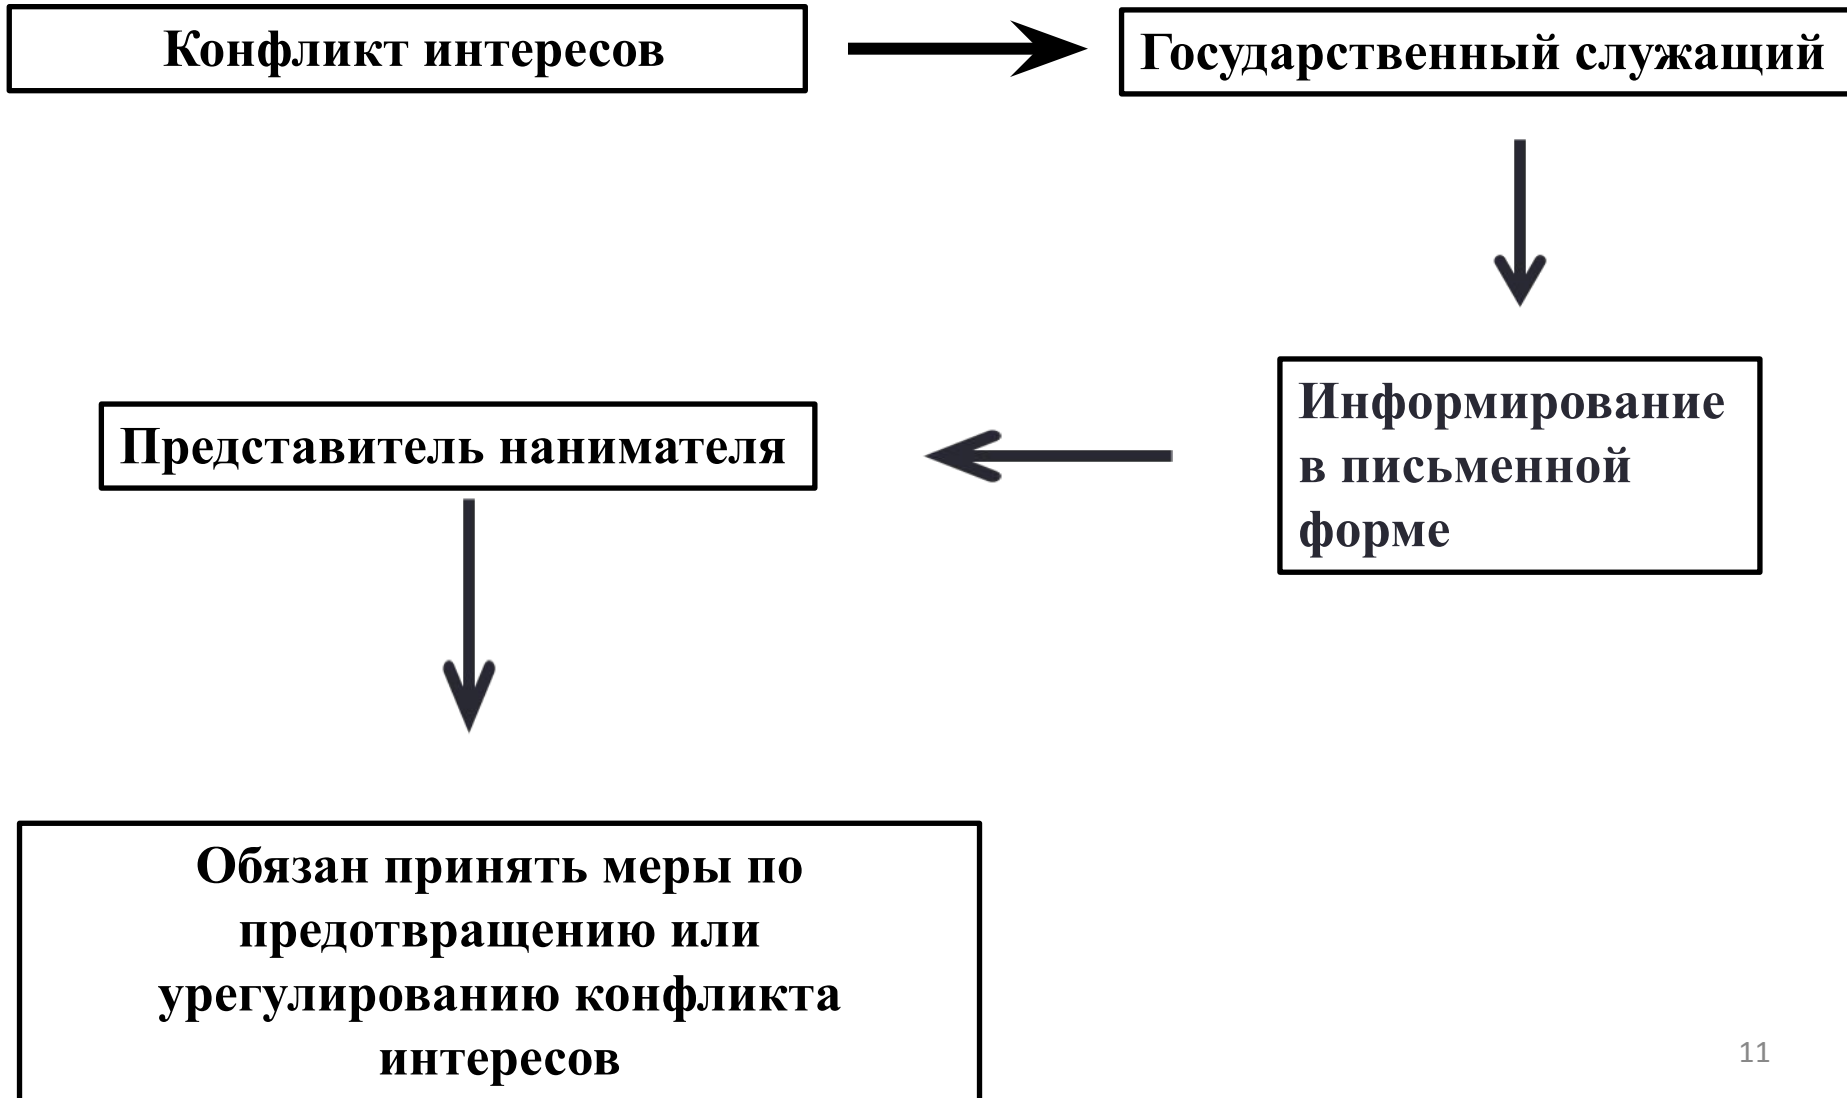 Конфликт интересов
Государственный служащий
Информирование
в письменной
форме
Представитель нанимателя
Обязан принять меры по
предотвращению или
урегулированию конфликта
интересов
11